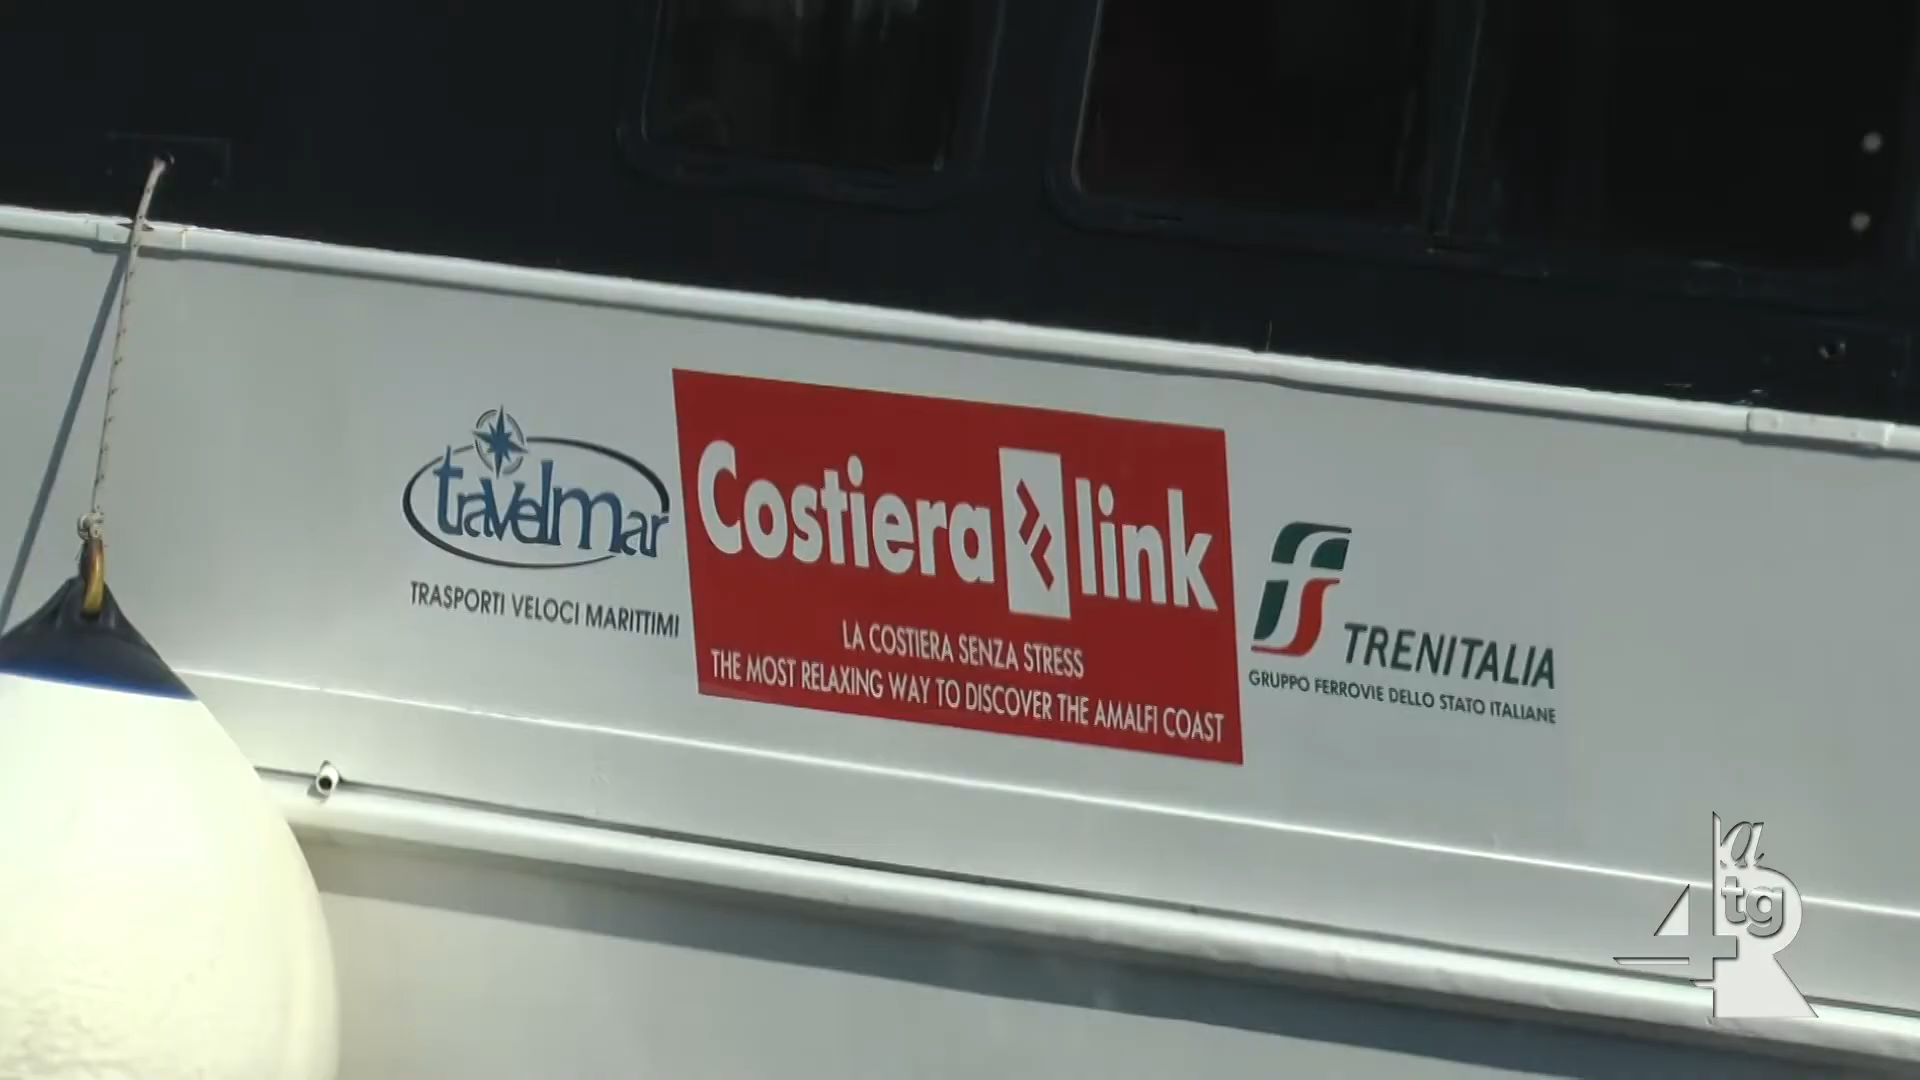 travelmar
TRASPORTI VELOCI MARITTIMI
Costiera link
LA COSTIERA SENZA STRESS
THE MOST RELAXING WAY TO DISCOVER THE AMALFI COAST
TRENITALIA
GRUPPO FERROVIE DELLO STATO ITALIANE
a
tg
4R